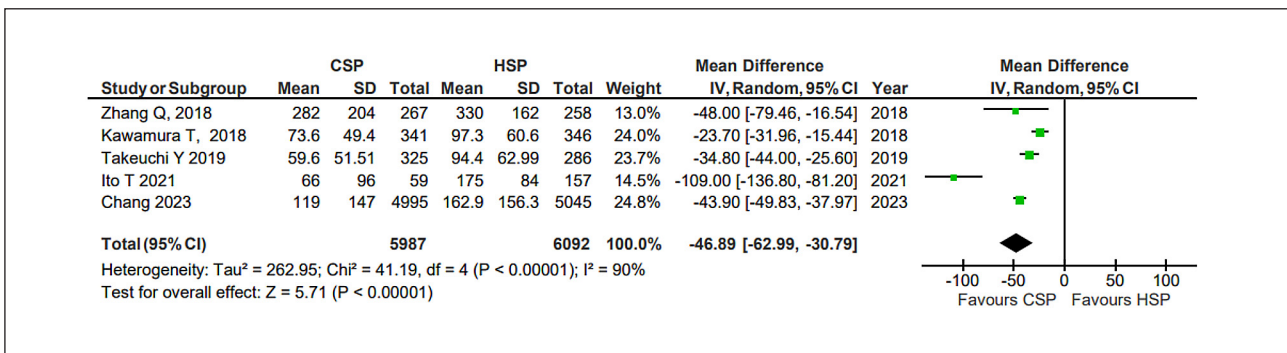 CSP HSP Mean Difference Mean Difference
Study or Subgroup Mean SD Total Mean SD Total Weight IV, Random, 95% CI Year IV, Random, 95% CI
Zhang Q, 2018 282 204 267 330 162 258 13.0% -48.00 [-79.46, -16.54] 2018
Kawamura T, 2018 73.6 49.4 341 97.3 60.6 346 24.0% -23.70 [-31.96, -15.44] 2018
Takeuchi Y 2019 59.6 51.51 325 94.4 62.99 286 23.7% -34.80 [-44.00, -25.60] 2019
Ito T 2021 66 96 59 175 84 157 14.5% -109.00 [-136.80, -81.20] 2021
Chang 2023 119 147 4995 162.9 156.3 5045 24.8% -43.90 [-49.83, -37.97] 2023
Total (95% CI) 5987 6092 100.0% -46.89 [-62.99, -30.79]
Heterogeneity: Tau² = 262.95; Chi² = 41.19, df = 4 (P < 0.00001); I² = 90%
Test for overall effect: Z = 5.71 (P < 0.00001)
-100 -50 0 50 100
Favours CSP Favours HSP